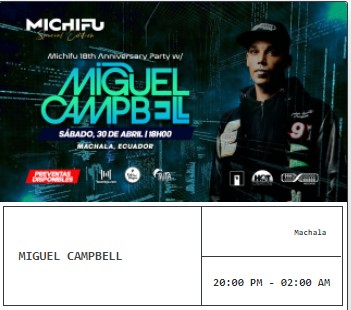 MICHIFU
Special Edition
Michifu 18th Anniversary Party w/
MIGUEL
CAMPBELL
SÁBADO, 30 DE ABRIL | 18H00
MACHALA, ECUADOR
PREVENTAS
DISPONIBLES
HOT
Machala
MIGUEL CAMPBELL
20:00 PM - 02:00 AM